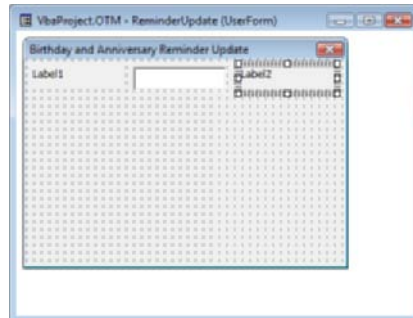 VbaProject.OTM - ReminderUpdate (UserForm)
Birthday and Anniversary Reminder Update
Label1
Label2